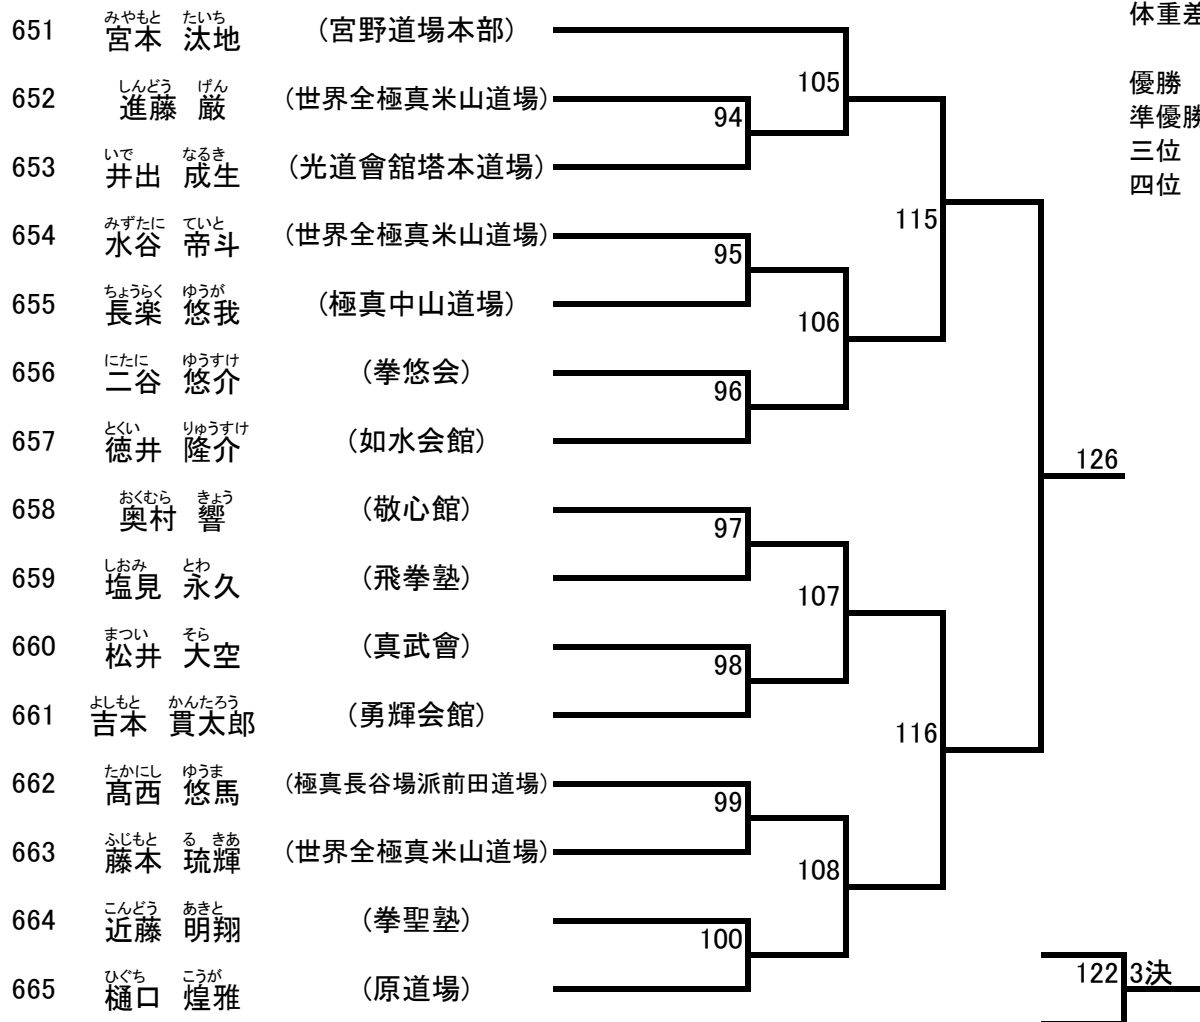 651 宮本 汰地 (宮野道場本部)
みやもと たいち
652 進藤 厳 (世界全極真米山道場)
しんどう げん
653 井出 成生 (光道會舘塔本道場)
いで なるき
654 水谷 帝斗 (世界全極真米山道場)
みずたに ていと
655 長楽 悠我 (極真中山道場)
ちょうらく ゆうが
656 二谷 悠介 (拳悠会)
にたに ゆうすけ
657 徳井 隆介 (如水会館)
とくい りゅうすけ
658 奥村 響 (敬心館)
おくむら きょう
659 塩見 永久 (飛拳塾)
しおみ とわ
660 松井 大空 (真武會)
まつい そら
661 吉本 貫太郎 (勇輝会館)
よしもと かんたろう
662 髙西 悠馬 (極真長谷場派前田道場)
たかにし ゆうま
663 藤本 琉輝 (世界全極真米山道場)
ふじもと る きあ
664 近藤 明翔 (拳聖塾)
こんどう あきと
665 樋口 煌雅 (原道場)
ひぐち こうが
94
95
96
97
98
99
100
105
106
107
108
115
116
126
122 3決
体重差
優勝
準優勝
三位
四位